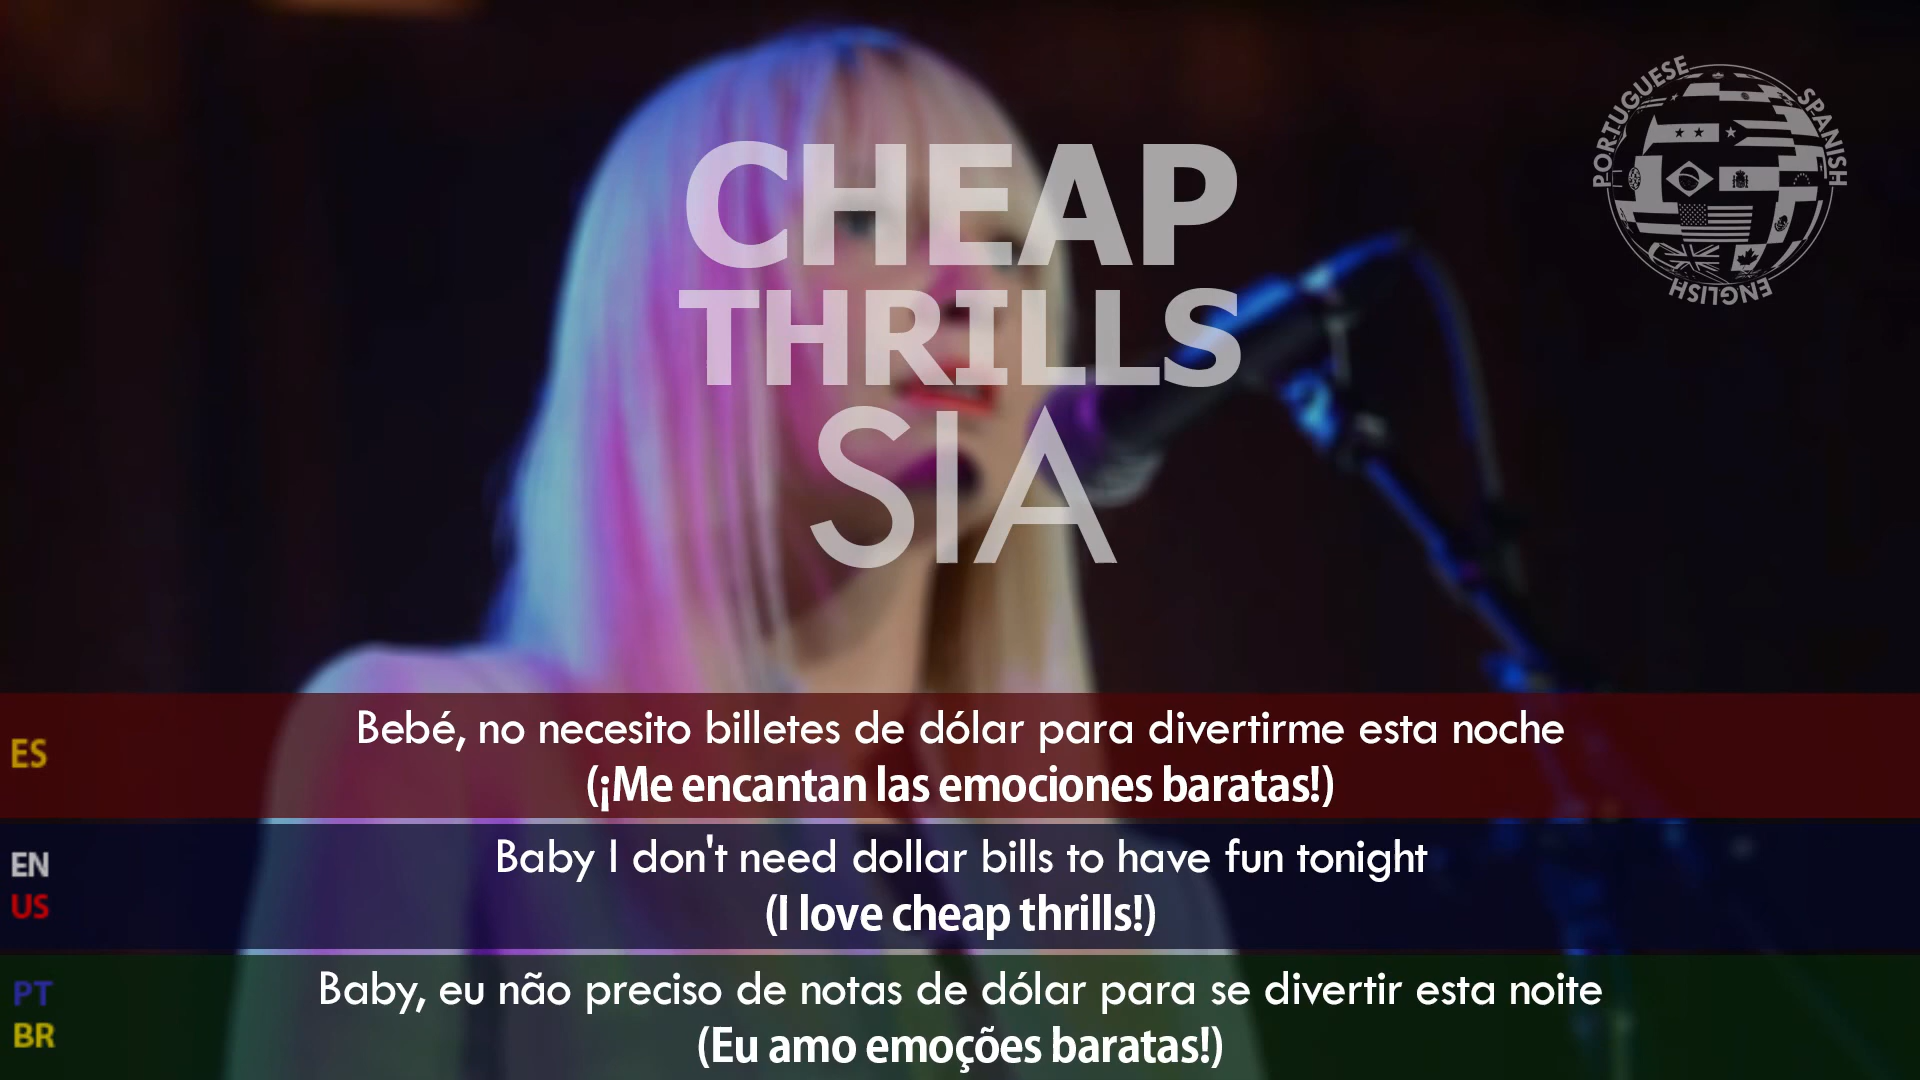 CHEAP
THRILLS
SIA
PORTUGUESE
SPANISH
ENGLISH
ES
Bebé, no necesito billetes de dólar para divertirme esta noche
(¡Me encantan las emociones baratas!)
EN
US
Baby I don't need dollar bills to have fun tonight
(I love cheap thrills!)
PT
BR
Baby, eu não preciso de notas de dólar para se divertir esta noite
(Eu amo emoções baratas!)